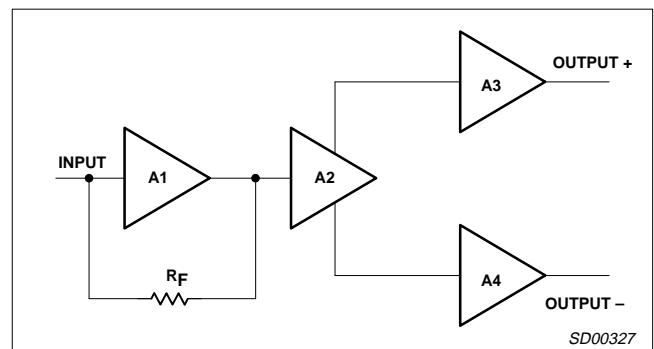 OUTPUT +
A3
INPUT
A1
A2
RF
A4
OUTPUT –
SD00327